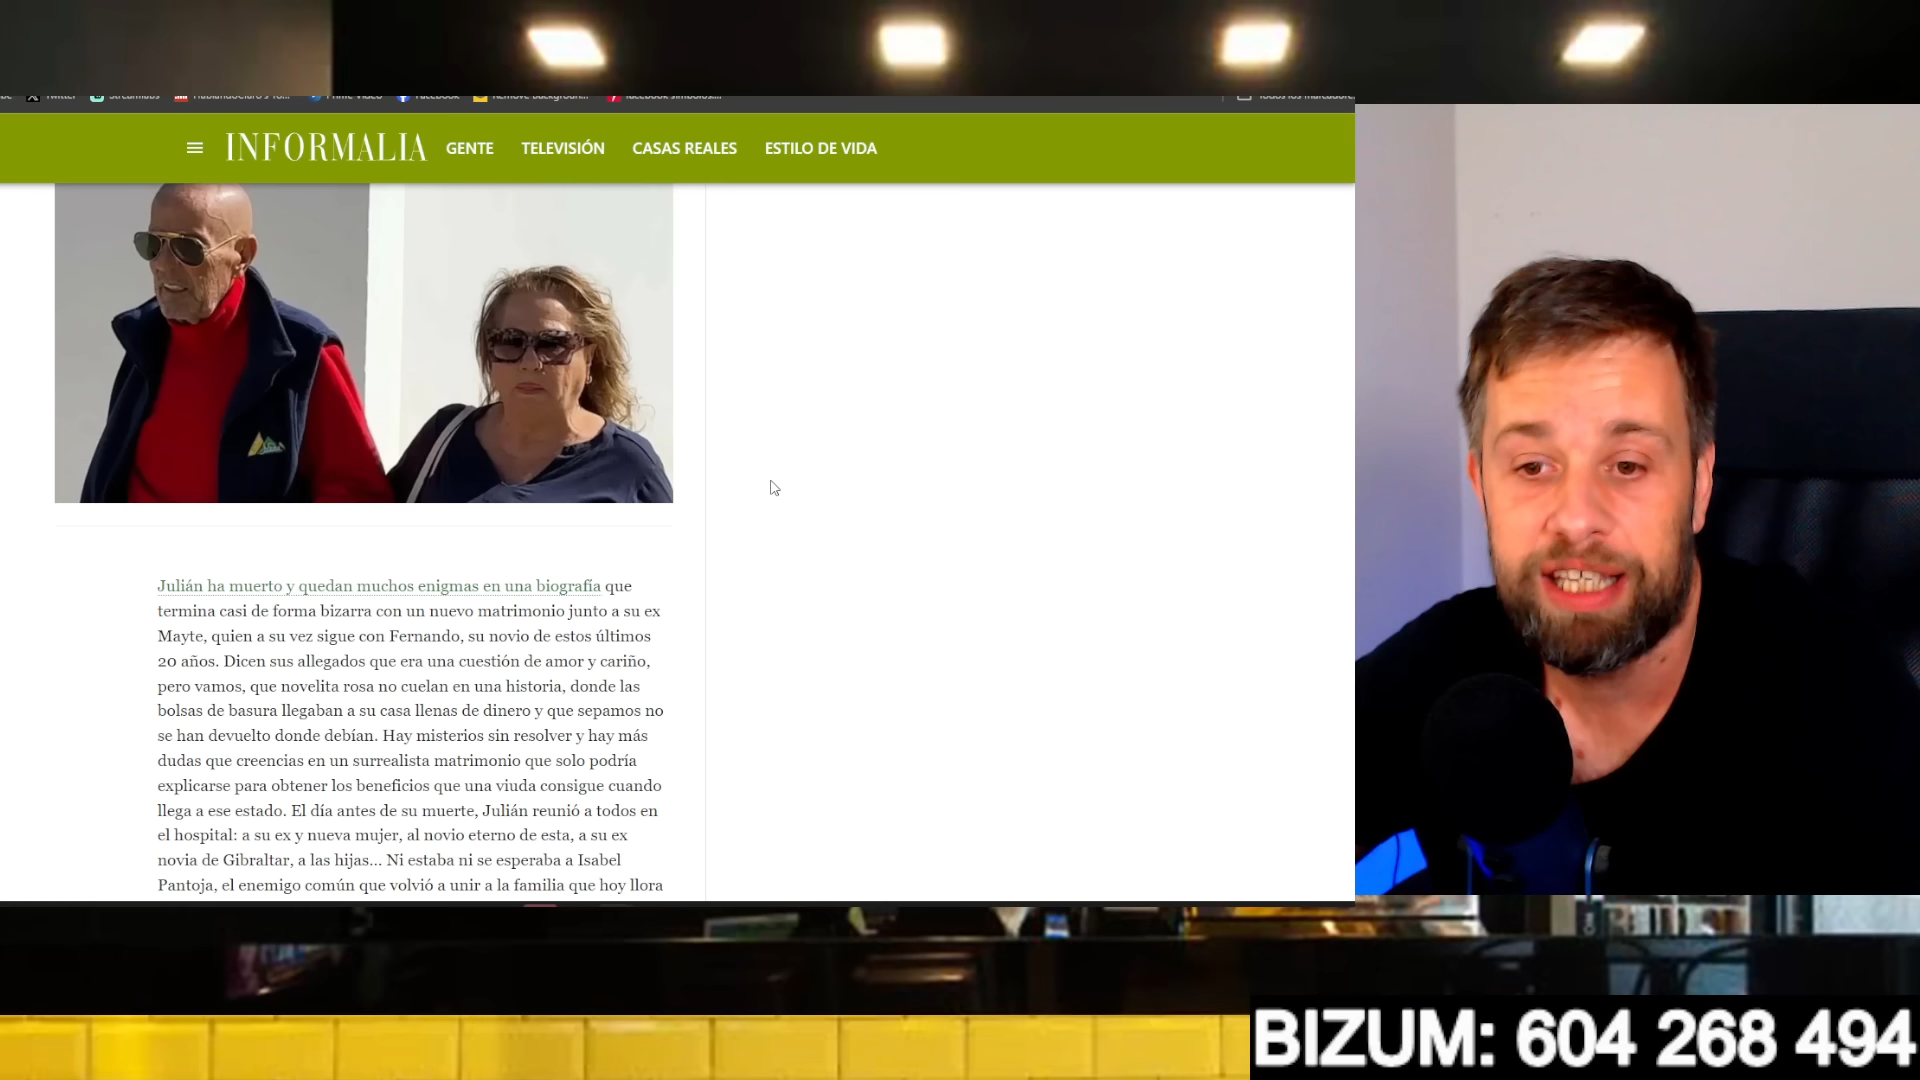 INFORMALIA GENTE TELEVISIÓN CASAS REALES ESTILO DE VIDA
Julián ha muerto y quedan muchos enigmas en una biografía que
termina casi de forma bizarra con un nuevo matrimonio junto a su ex
Mayte, quien a su vez sigue con Fernando, su novio de estos últimos
20 años. Dicen sus allegados que era una cuestión de amor y cariño,
pero vamos, que novelita rosa no cuelan en una historia, donde las
bolsas de basura llegaban a su casa llenas de dinero y que sepamos no
se han devuelto donde debían. Hay misterios sin resolver y hay más
dudas que creencias en un surrealista matrimonio que solo podría
explicarse para obtener los beneficios que una viuda consigue cuando
llega a ese estado. El día antes de su muerte, Julián reunió a todos en
el hospital: a su ex y nueva mujer, al novio eterno de esta, a su ex
novia de Gibraltar, a las hijas... Ni estaba ni se esperaba a Isabel
Pantoja, el enemigo común que volvió a unir a la familia que hoy llora
BIZUM: 604 268 494